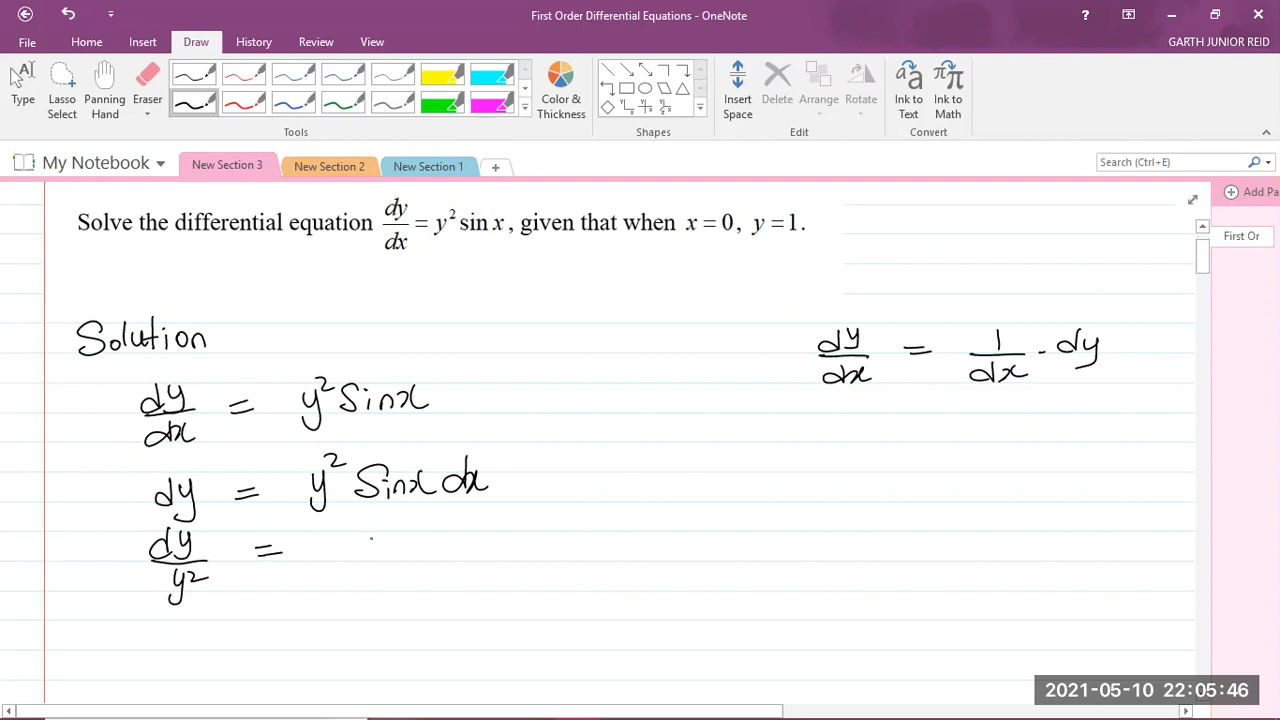 First Order Differential Equations - OneNote
File Home Insert Draw History Review View GARTH JUNIOR REID
Type Lasso Select Panning Hand Eraser Color & Thickness Insert Space Delete Arrange Rotate Ink to Text Ink to Math
Tools Shapes Edit Convert
My Notebook New Section 3 New Section 2 New Section 1 + Search (Ctrl+E)
Add Pa
First Or
Solve the differential equation dy/dx = y² sin x, given that when x = 0, y = 1.
Solution
dy/dx = 1/dx · dy
dy/dx = y² Sinx
dy = y² Sinx dx
dy/y² =
2021-05-10 22:05:46